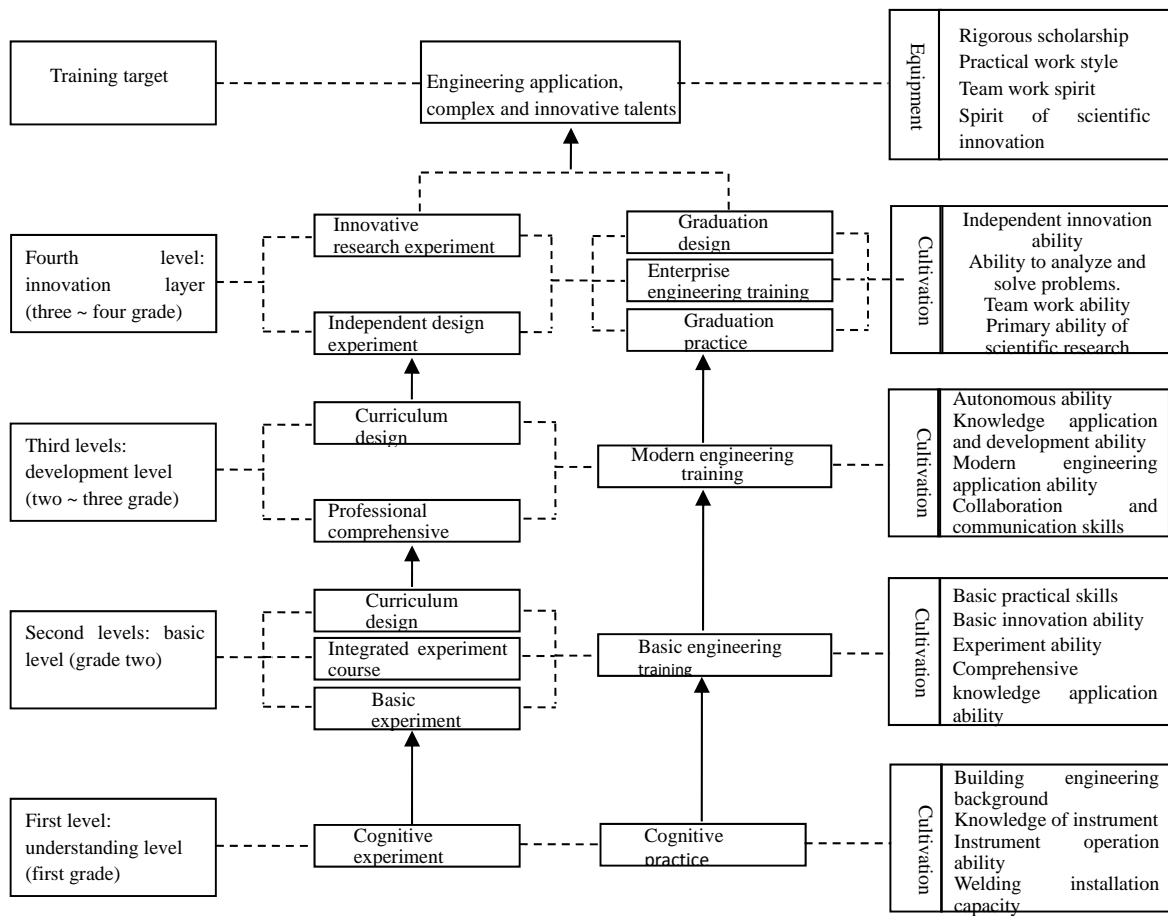 Training target
Engineering application,
complex and innovative talents
Equipment
Rigorous scholarship
Practical work style
Team work spirit
Spirit of scientific
innovation
Fourth level:
innovation layer
(three ~ four grade)
Innovative
research experiment
Independent design
experiment
Graduation
design
Enterprise
engineering training
Graduation
practice
Cultivation
Independent innovation
ability
Ability to analyze and
solve problems.
Team work ability
Primary ability of
scientific research
Third levels:
development level
(two ~ three grade)
Curriculum
design
Professional
comprehensive
Modern engineering
training
Cultivation
Autonomous ability
Knowledge application
and development ability
Modern engineering
application ability
Collaboration and
communication skills
Second levels: basic
level (grade two)
Curriculum
design
Integrated experiment
course
Basic
experiment
Basic engineering
training
Cultivation
Basic practical skills
Basic innovation ability
Experiment ability
Comprehensive
knowledge application
ability
First level:
understanding level
(first grade)
Cognitive
experiment
Cognitive
practice
Cultivation
Building engineering
background
Knowledge of instrument
Instrument operation
ability
Welding installation
capacity